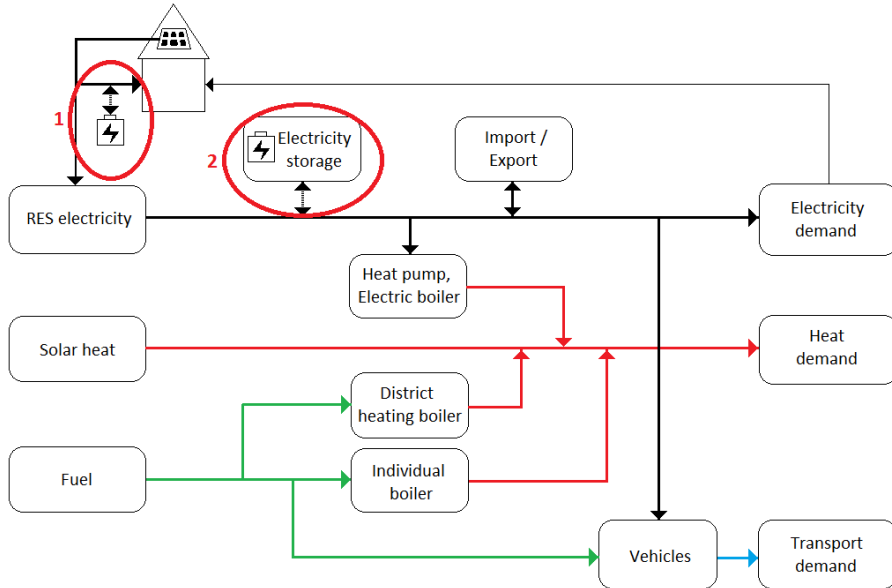 1
2
Electricity
storage
Import /
Export
RES electricity
Electricity
demand
Heat pump,
Electric boiler
Solar heat
Heat
demand
District
heating boiler
Fuel
Individual
boiler
Vehicles
Transport
demand